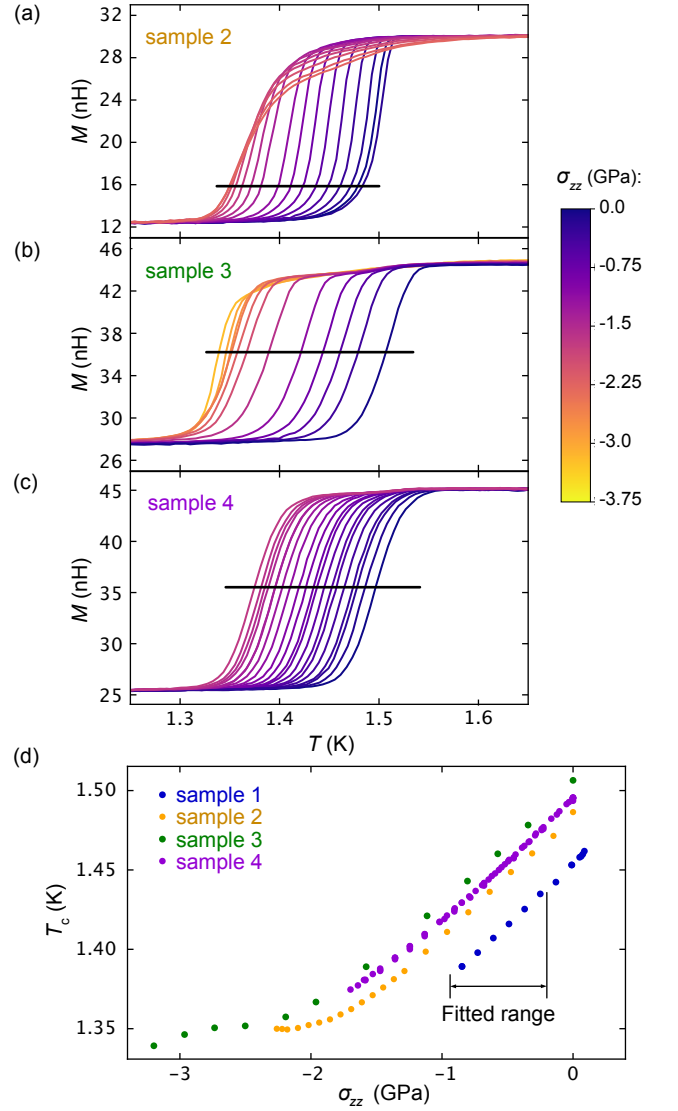 (a)
sample 2
32
28
24
20
16
12
M (nH)
(b)
sample 3
46
42
38
34
30
26
M (nH)
(c)
sample 4
45
40
35
30
25
M (nH)
1.3 1.4 1.5 1.6
T (K)
σzz (GPa):
0.0
-0.75
-1.5
-2.25
-3.0
-3.75
(d)
sample 1
sample 2
sample 3
sample 4
1.50
1.45
1.40
1.35
Tc (K)
Fitted range
−3 −2 −1 0
σzz (GPa)